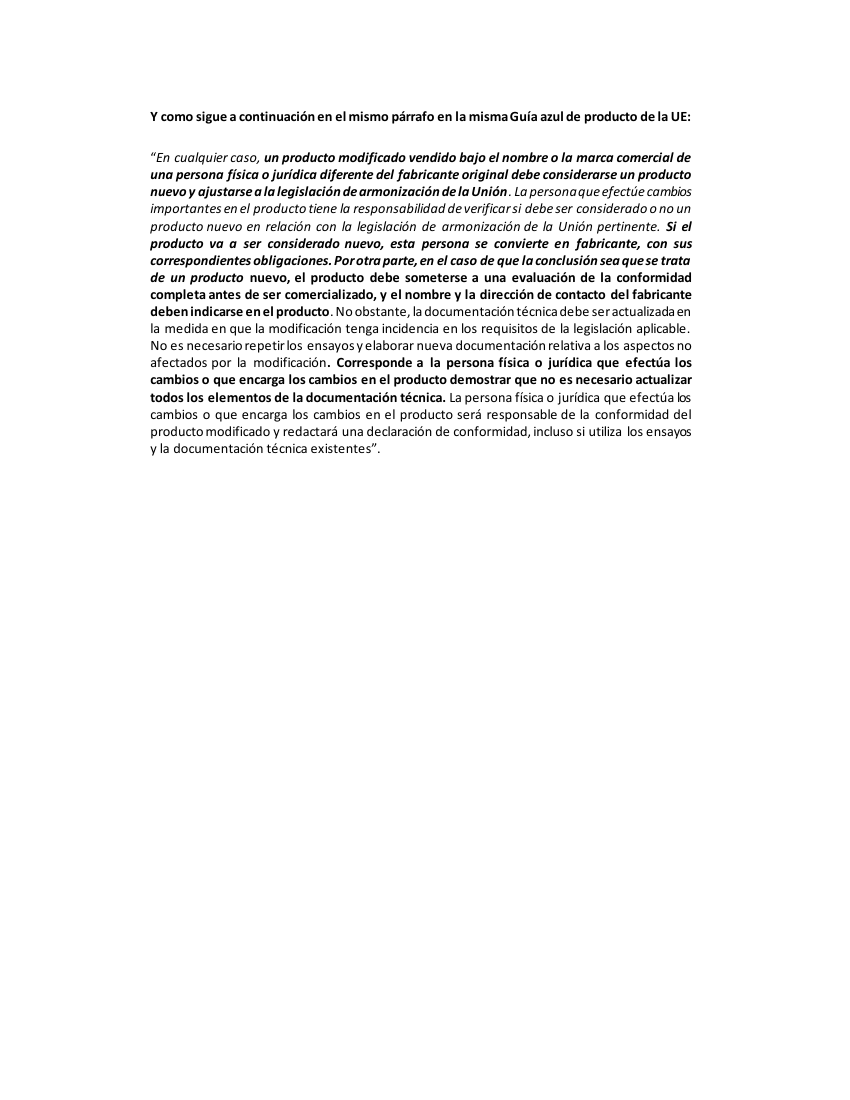 Y como sigue a continuación en el mismo párrafo en la misma Guía azul de producto de la UE:
“En cualquier caso, un producto modificado vendido bajo el nombre o la marca comercial de
una persona física o jurídica diferente del fabricante original debe considerarse un producto
nuevo y ajustarse a la legislación de armonización de la Unión. La persona que efectúe cambios
importantes en el producto tiene la responsabilidad de verificar si debe ser considerado o no un
producto nuevo en relación con la legislación de armonización de la Unión pertinente. Si el
producto va a ser considerado nuevo, esta persona se convierte en fabricante, con sus
correspondientes obligaciones. Por otra parte, en el caso de que la conclusión sea que se trata
de un producto nuevo, el producto debe someterse a una evaluación de la conformidad
completa antes de ser comercializado, y el nombre y la dirección de contacto del fabricante
deben indicarse en el producto. No obstante, la documentación técnica debe ser actualizada en
la medida en que la modificación tenga incidencia en los requisitos de la legislación aplicable.
No es necesario repetir los ensayos y elaborar nueva documentación relativa a los aspectos no
afectados por la modificación. Corresponde a la persona física o jurídica que efectúa los
cambios o que encarga los cambios en el producto demostrar que no es necesario actualizar
todos los elementos de la documentación técnica. La persona física o jurídica que efectúa los
cambios o que encarga los cambios en el producto será responsable de la conformidad del
producto modificado y redactará una declaración de conformidad, incluso si utiliza los ensayos
y la documentación técnica existentes”.